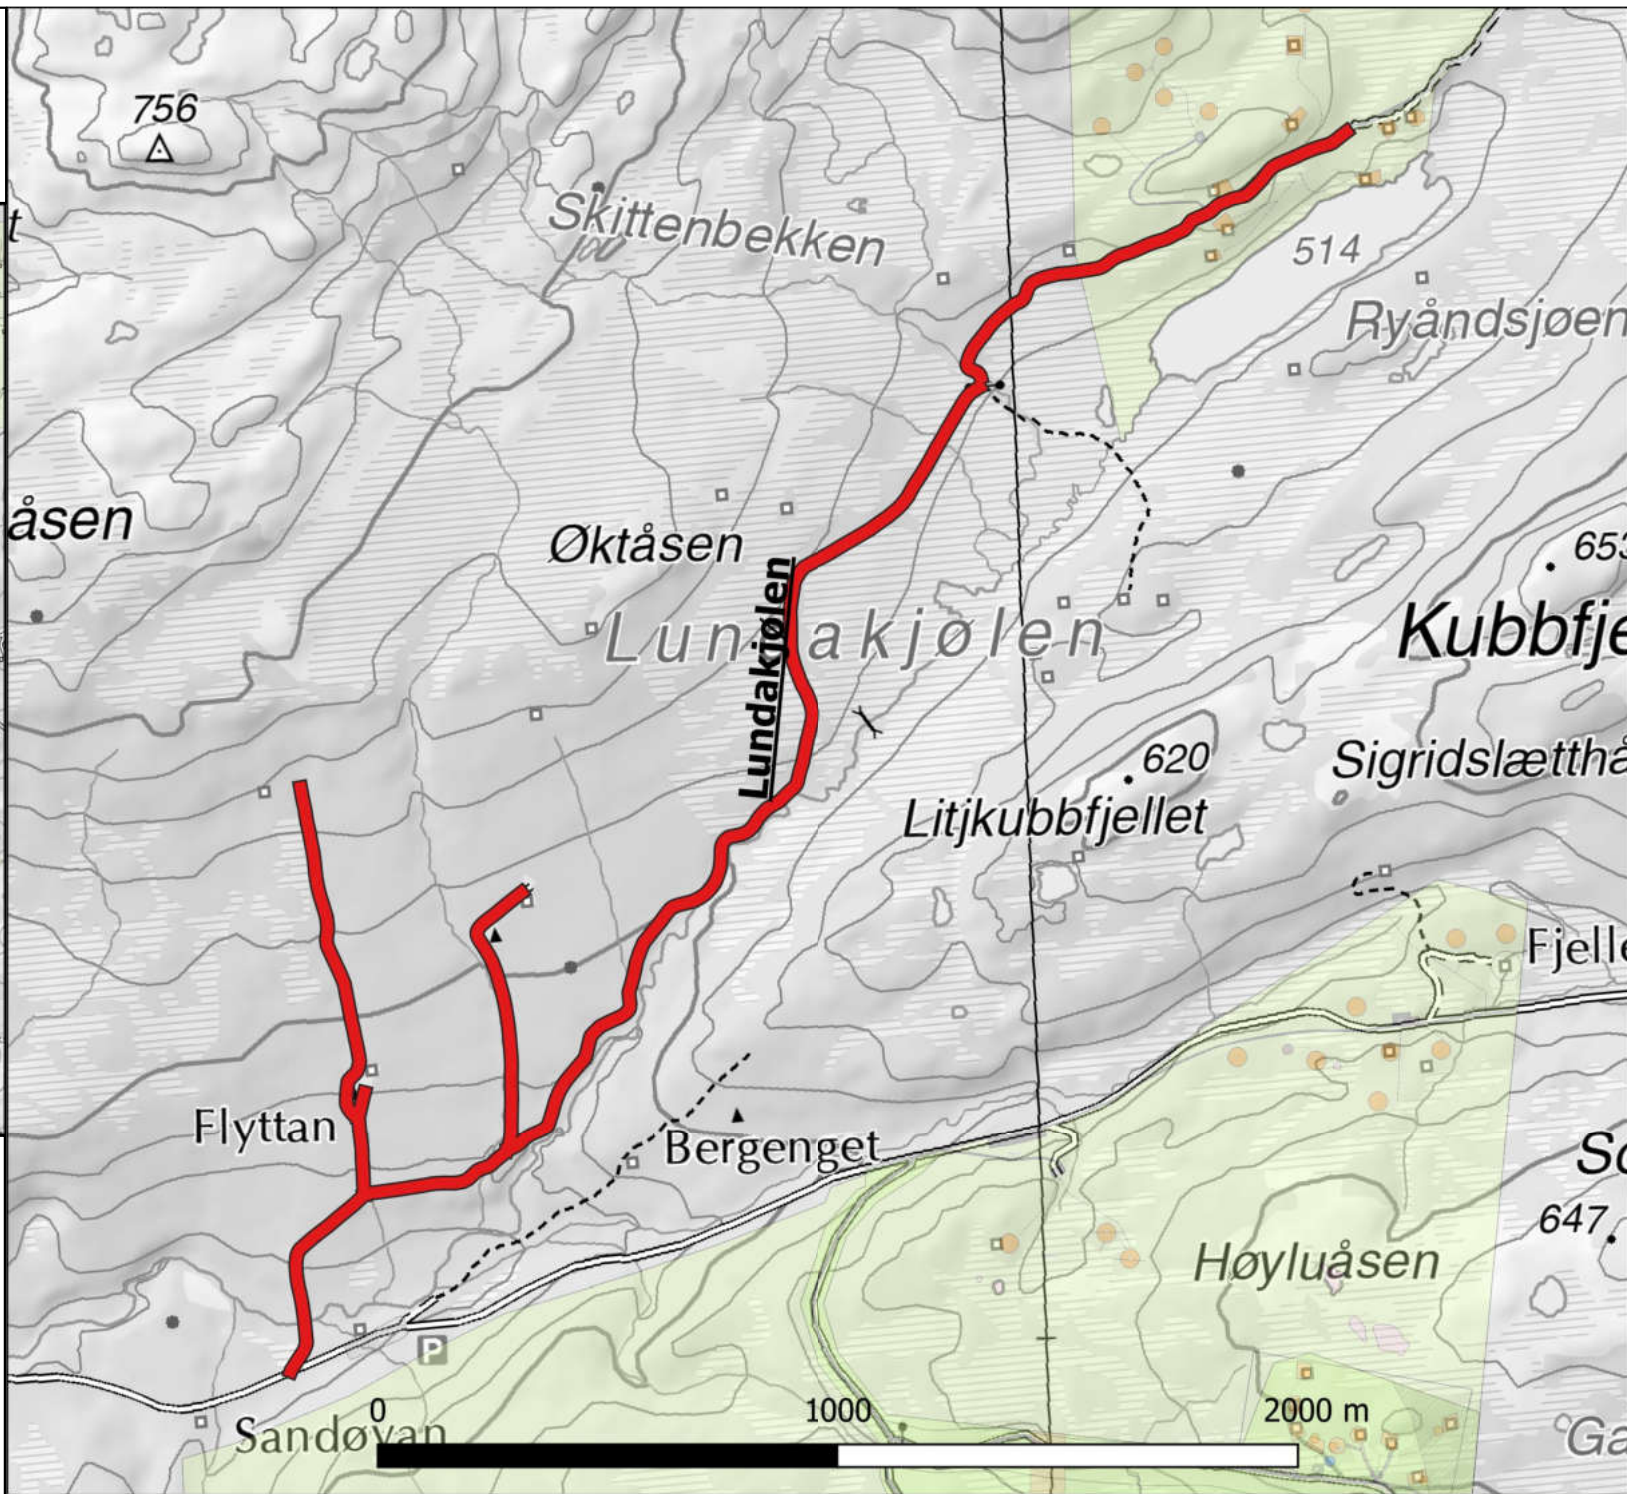 756
t
Skittenbekken
514
Ryåndsjøen
åsen
Øktåsen
653
Lundakjølen
Lundakjølen
Kubbfje
620
Sigridslætthå
Litjkubbfjellet
Fjelle
Flyttan
Bergenget
So
647
Høyluåsen
P
0 1000 2000 m
Sandøyan
Ga